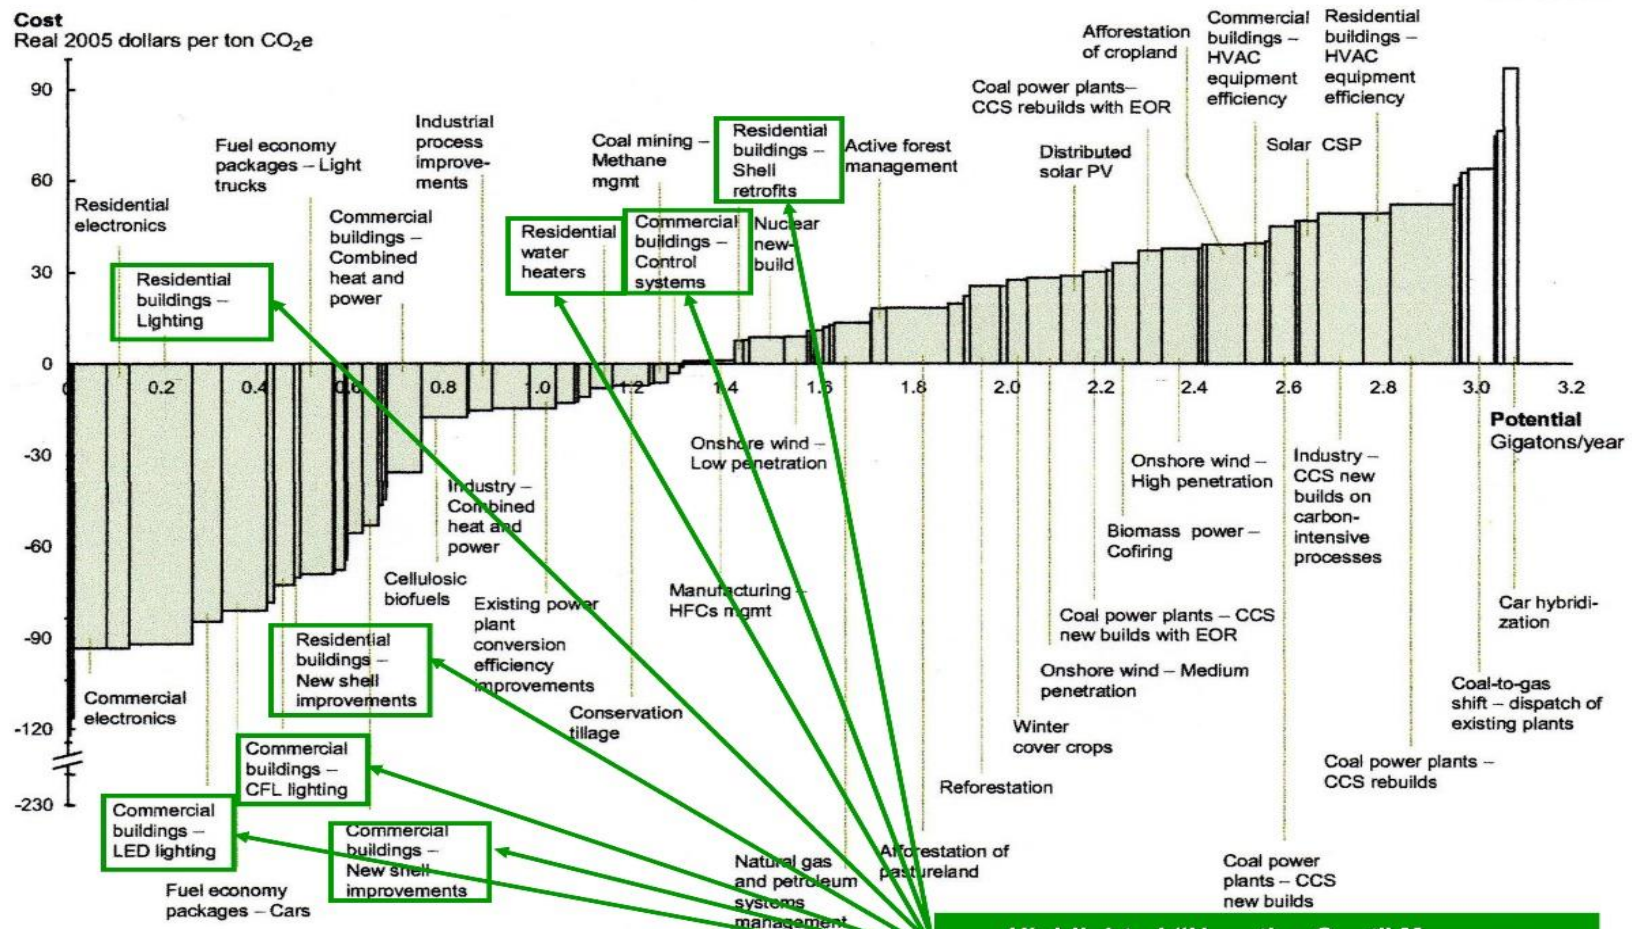 Cost
Real 2005 dollars per ton CO₂e
90
60
30
0
-30
-60
-90
-120
-230
0
0.2
0.4
0.6
0.8
1.0
1.2
1.4
1.6
1.8
2.0
2.2
2.4
2.6
2.8
3.0
3.2
Potential
Gigatons/year
Residential
electronics
Residential
buildings –
Lighting
Fuel economy
packages – Light
trucks
Commercial
buildings –
Combined
heat and
power
Industrial
process
improve-
ments
Residential
water
heaters
Coal mining –
Methane
mgmt
Commercial
buildings –
Control
systems
Residential
buildings –
Shell
retrofits
Nuclear
new-
build
Active forest
management
Coal power plants–
CCS rebuilds with EOR
Distributed
solar PV
Afforestation
of cropland
Commercial
buildings –
HVAC
equipment
efficiency
Solar CSP
Residential
buildings –
HVAC
equipment
efficiency
Commercial
electronics
Commercial
buildings –
LED lighting
Fuel economy
packages – Cars
Commercial
buildings –
CFL lighting
Residential
buildings –
New shell
improvements
Commercial
buildings –
New shell
improvements
Cellulosic
biofuels
Industry –
Combined
heat and
power
Existing power
plant
conversion
efficiency
improvements
Conservation
tillage
Manufacturing –
HFCs mgmt
Onshore wind –
Low penetration
Natural gas
and petroleum
systems
management
Afforestation of
pastureland
Reforestation
Winter
cover crops
Onshore wind – Medium
penetration
Coal power plants – CCS
new builds with EOR
Biomass power –
Cofiring
Onshore wind –
High penetration
Coal power
plants – CCS
new builds
Industry –
CCS new
builds on
carbon-
intensive
processes
Coal power plants –
CCS rebuilds
Coal-to-gas
shift – dispatch of
existing plants
Car hybridi-
zation